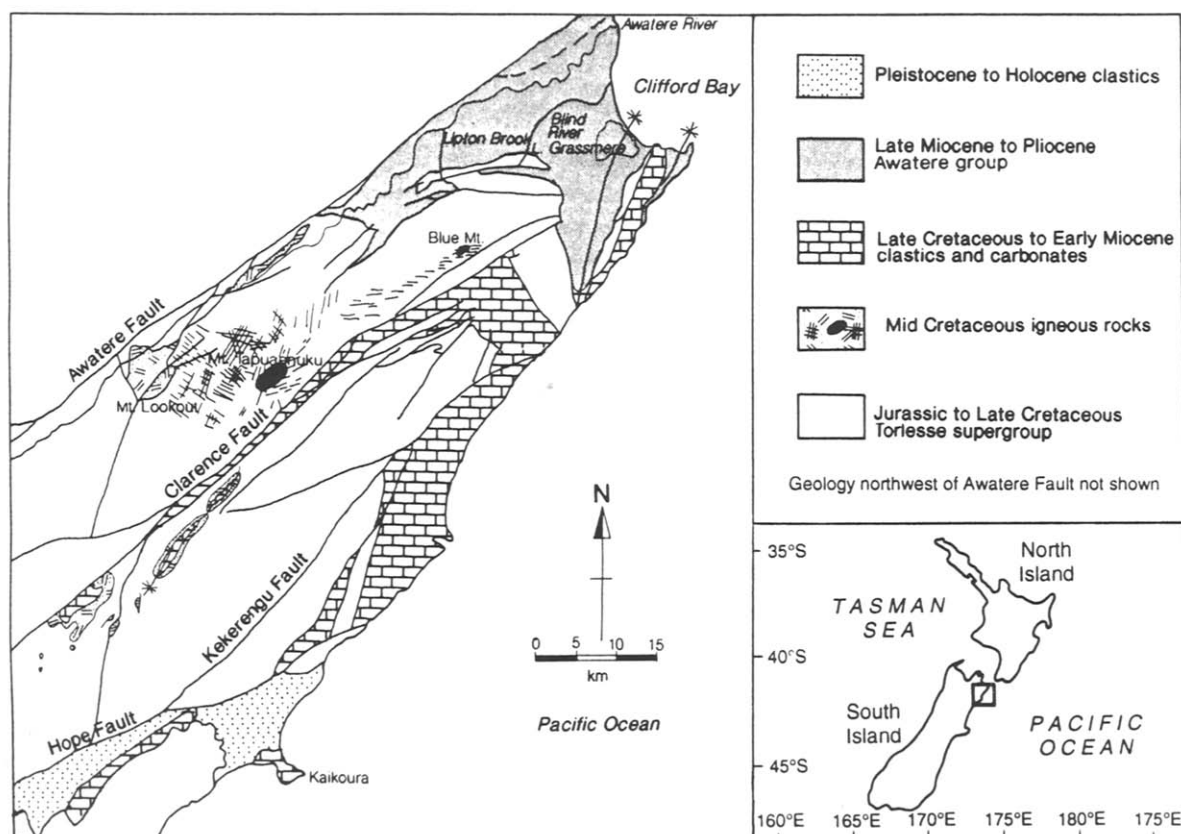 Awatere River
Clifford Bay
Upton Brook
Blind
River
L. Grassmere
Blue Mt.
Awatere Fault
Mt. Tapuaenuku
Mt. Lookout
Clarence Fault
Kekerengu Fault
Hope Fault
Kaikoura
N
0 5 10 15
km
Pacific Ocean
Pleistocene to Holocene clastics
Late Miocene to Pliocene
Awatere group
Late Cretaceous to Early Miocene
clastics and carbonates
Mid Cretaceous igneous rocks
Jurassic to Late Cretaceous
Torlesse supergroup
Geology northwest of Awatere Fault not shown
35°S
North
Island
TASMAN
SEA
40°S
South
Island
PACIFIC
OCEAN
45°S
160°E 165°E 170°E 175°E 180°E 175°E